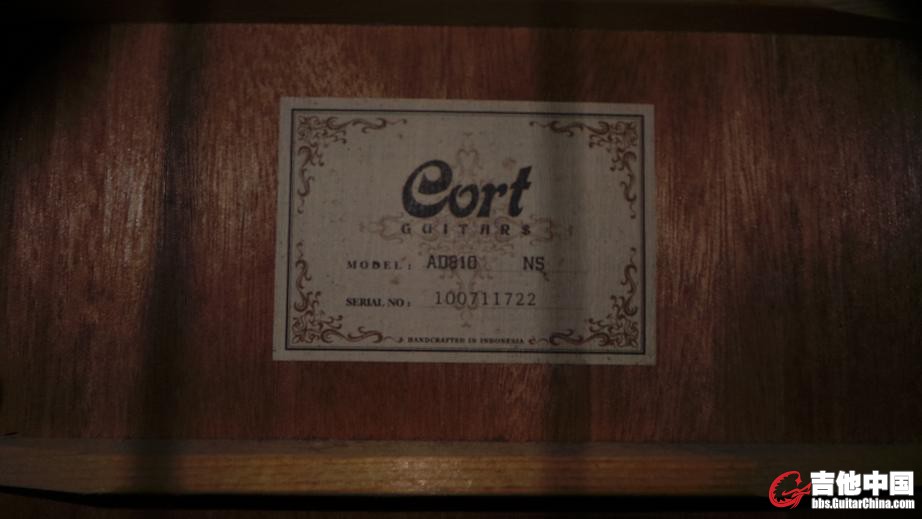 Cort
GUITARS
MODEL: AD810 NS
SERIAL NO: 100711722
HANDCRAFTED IN INDONESIA
吉他中国
bbs.GuitarChina.com